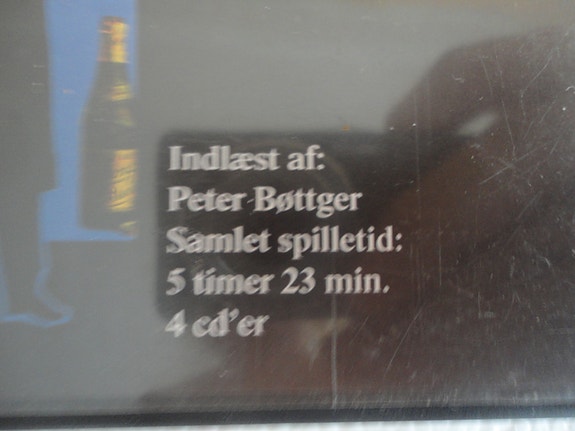 Indlæst af:
Peter Bøttger
Samlet spilletid:
5 timer 23 min.
4 cd'er